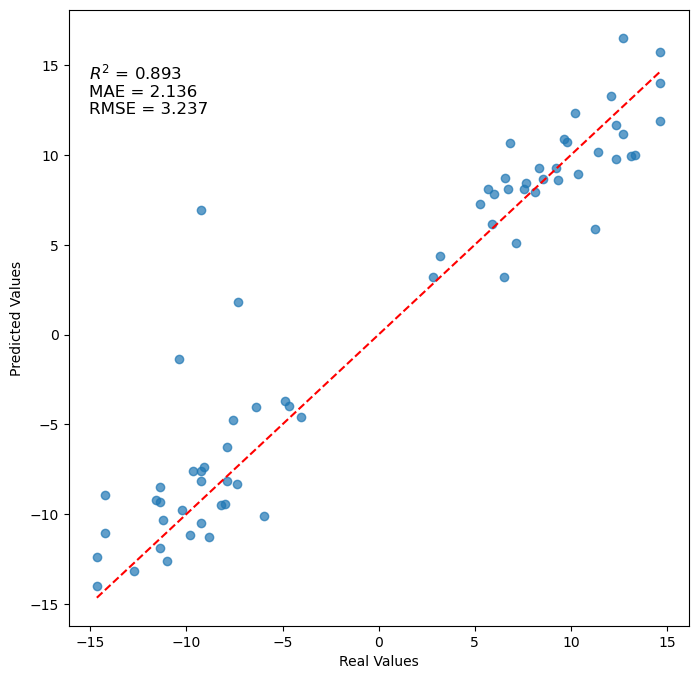 R² = 0.893
MAE = 2.136
RMSE = 3.237
15
10
5
0
−5
−10
−15
Predicted Values
−15 −10 −5 0 5 10 15
Real Values